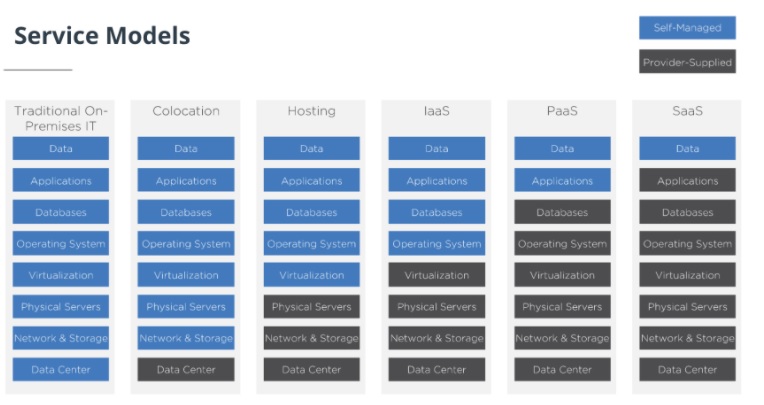 Service Models
Self-Managed
Provider-Supplied
Traditional On-
Premises IT
Data
Applications
Databases
Operating System
Virtualization
Physical Servers
Network & Storage
Data Center
Colocation
Data
Applications
Databases
Operating System
Virtualization
Physical Servers
Network & Storage
Data Center
Hosting
Data
Applications
Databases
Operating System
Virtualization
Physical Servers
Network & Storage
Data Center
IaaS
Data
Applications
Databases
Operating System
Virtualization
Physical Servers
Network & Storage
Data Center
PaaS
Data
Applications
Databases
Operating System
Virtualization
Physical Servers
Network & Storage
Data Center
SaaS
Data
Applications
Databases
Operating System
Virtualization
Physical Servers
Network & Storage
Data Center